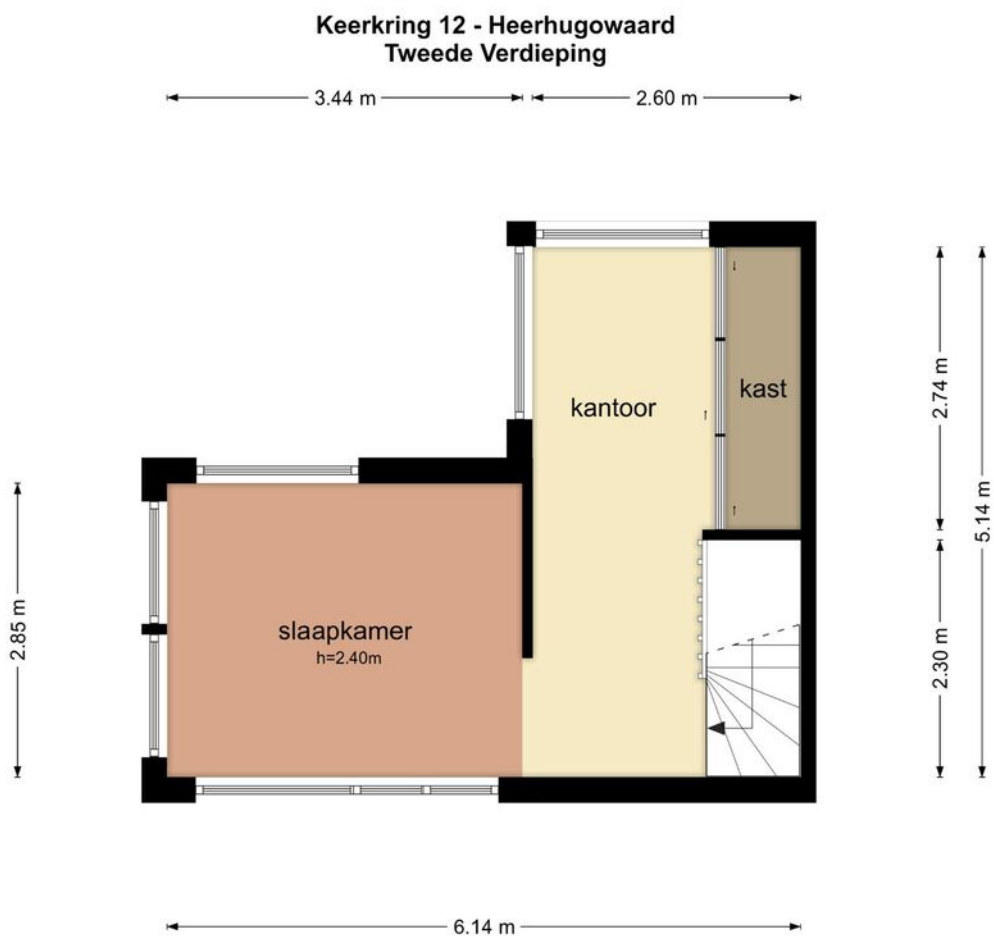 Keerkring 12 - Heerhugowaard
Tweede Verdieping
3.44 m
2.60 m
kantoor
kast
2.74 m
5.14 m
slaapkamer
h=2.40m
2.85 m
2.30 m
6.14 m